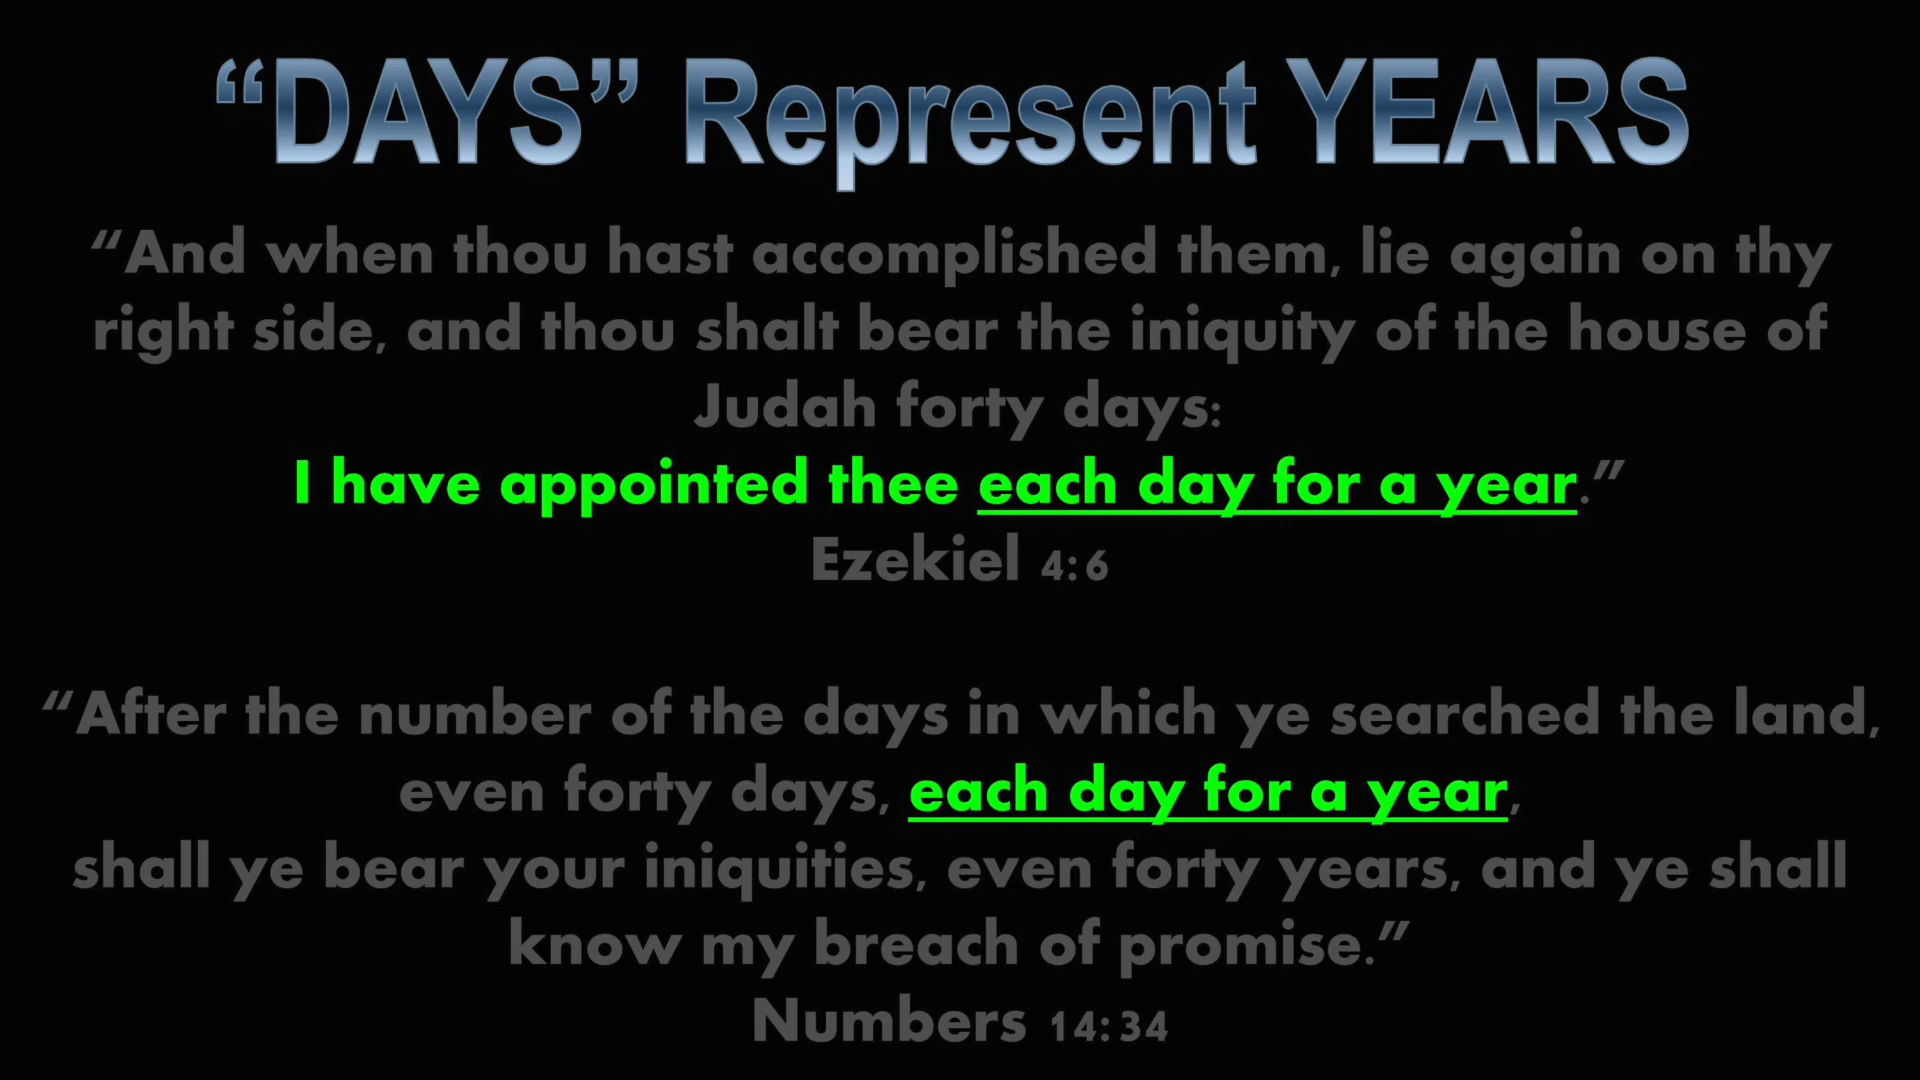 “DAYS” Represent YEARS
“And when thou hast accomplished them, lie again on thy
right side, and thou shalt bear the iniquity of the house of
Judah forty days:
I have appointed thee each day for a year.”
Ezekiel 4:6
“After the number of the days in which ye searched the land,
even forty days, each day for a year,
shall ye bear your iniquities, even forty years, and ye shall
know my breach of promise.”
Numbers 14:34